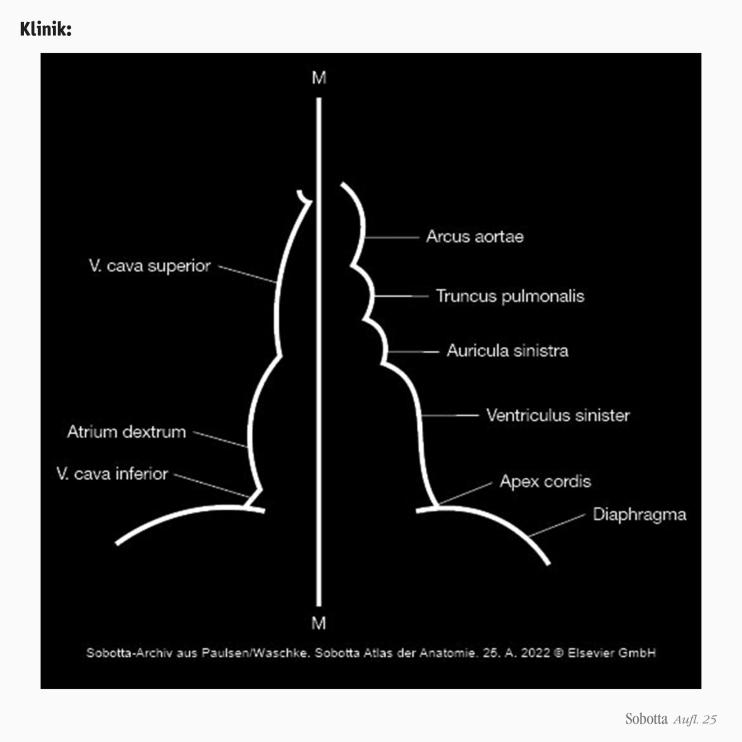 Klinik:
M
Arcus aortae
V. cava superior
Truncus pulmonalis
Auricula sinistra
Ventriculus sinister
Atrium dextrum
V. cava inferior
Apex cordis
Diaphragma
M
Sobotta-Archiv aus Paulsen/Waschke. Sobotta Atlas der Anatomie. 25. A. 2022 © Elsevier GmbH
Sobotta Aufl. 25